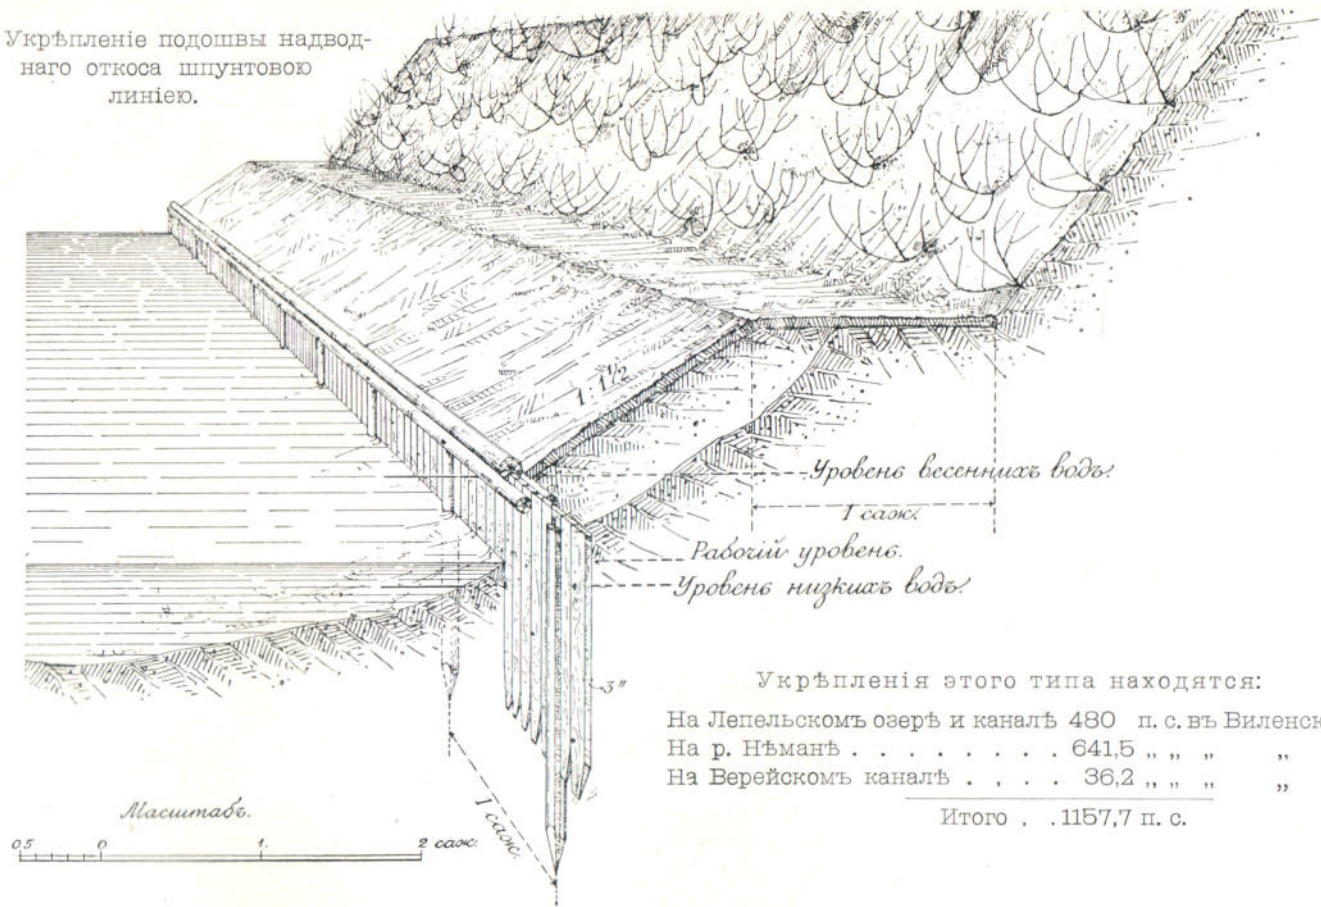 Укрѣпленіе подошвы надвод-
наго откоса шпунтовою
линіею.
1:1½
Уровень весеннихъ водъ.
1 саж.
Рабочій уровень.
Уровень низкихъ водъ.
3"
1 саж.
Укрѣпленія этого типа находятся:
На Лепельскомъ озерѣ и каналѣ 480 п. с. въ Виленск
На р. Нѣманѣ . . . . . . . . 641,5 „ „ „ „
На Верейскомъ каналѣ . . . . 36,2 „ „ „ „
Итого . . 1157,7 п. с.
Масштабъ.
05 0 1. 2 саж.